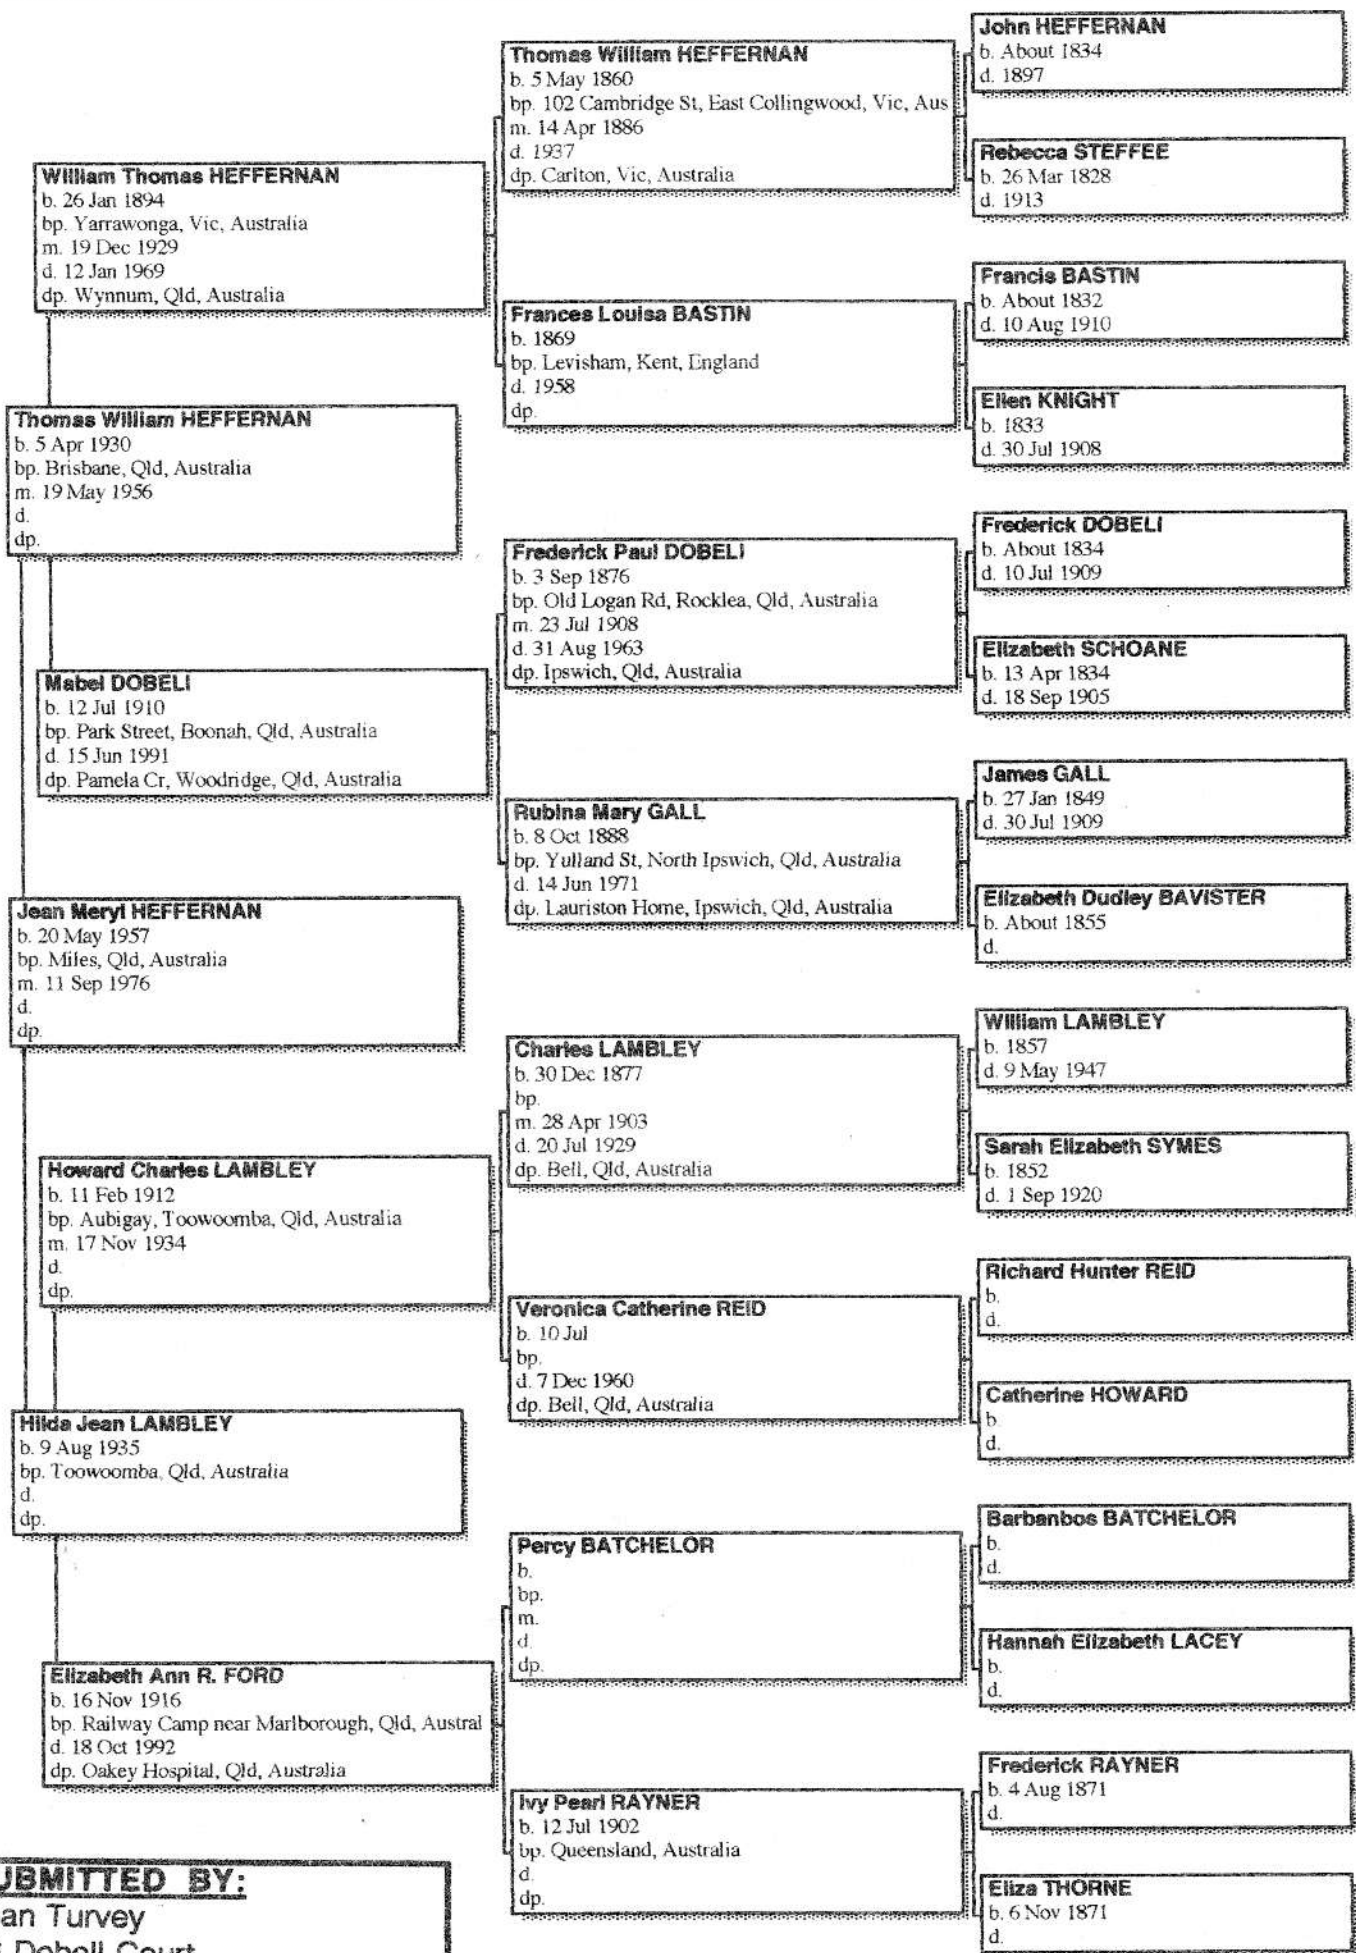 John HEFFERNAN
b. About 1834
d. 1897
Thomas William HEFFERNAN
b. 5 May 1860
bp. 102 Cambridge St, East Collingwood, Vic, Aus
m. 14 Apr 1886
d. 1937
dp. Carlton, Vic, Australia
Rebecca STEFFEE
b. 26 Mar 1828
d. 1913
William Thomas HEFFERNAN
b. 26 Jan 1894
bp. Yarrawonga, Vic, Australia
m. 19 Dec 1929
d. 12 Jan 1969
dp. Wynnum, Qld, Australia
Francis BASTIN
b. About 1832
d. 10 Aug 1910
Frances Louisa BASTIN
b. 1869
bp. Levisham, Kent, England
d. 1958
dp.
Ellen KNIGHT
b. 1833
d. 30 Jul 1908
Thomas William HEFFERNAN
b. 5 Apr 1930
bp. Brisbane, Qld, Australia
m. 19 May 1956
d.
dp.
Frederick DOBELI
b. About 1834
d. 10 Jul 1909
Frederick Paul DOBELI
b. 3 Sep 1876
bp. Old Logan Rd, Rocklea, Qld, Australia
m. 23 Jul 1908
d. 31 Aug 1963
dp. Ipswich, Qld, Australia
Elizabeth SCHOANE
b. 13 Apr 1834
d. 18 Sep 1905
Mabel DOBELI
b. 12 Jul 1910
bp. Park Street, Boonah, Qld, Australia
d. 15 Jun 1991
dp. Pamela Cr, Woodridge, Qld, Australia
James GALL
b. 27 Jan 1849
d. 30 Jul 1909
Rubina Mary GALL
b. 8 Oct 1888
bp. Yulland St, North Ipswich, Qld, Australia
d. 14 Jun 1971
dp. Lauriston Home, Ipswich, Qld, Australia
Elizabeth Dudley BAVISTER
b. About 1855
d.
Jean Meryl HEFFERNAN
b. 20 May 1957
bp. Miles, Qld, Australia
m. 11 Sep 1976
d.
dp.
William LAMBLEY
b. 1857
d. 9 May 1947
Charles LAMBLEY
b. 30 Dec 1877
bp.
m. 28 Apr 1903
d. 20 Jul 1929
dp. Bell, Qld, Australia
Sarah Elizabeth SYMES
b. 1852
d. 1 Sep 1920
Howard Charles LAMBLEY
b. 11 Feb 1912
bp. Aubigay, Toowoomba, Qld, Australia
m. 17 Nov 1934
d.
dp.
Richard Hunter REID
b.
d.
Veronica Catherine REID
b. 10 Jul
bp.
d. 7 Dec 1960
dp. Bell, Qld, Australia
Catherine HOWARD
b.
d.
Hilda Jean LAMBLEY
b. 9 Aug 1935
bp. Toowoomba, Qld, Australia
d.
dp.
Barbanbos BATCHELOR
b.
d.
Percy BATCHELOR
b.
bp.
m.
d.
dp.
Hannah Elizabeth LACEY
b.
d.
Elizabeth Ann R. FORD
b. 16 Nov 1916
bp. Railway Camp near Marlborough, Qld, Austral
d. 18 Oct 1992
dp. Oakey Hospital, Qld, Australia
Frederick RAYNER
b. 4 Aug 1871
d.
Ivy Pearl RAYNER
b. 12 Jul 1902
bp. Queensland, Australia
d.
dp.
Eliza THORNE
b. 6 Nov 1871
d.
UBMITTED BY:
an Turvey
Dobell Court